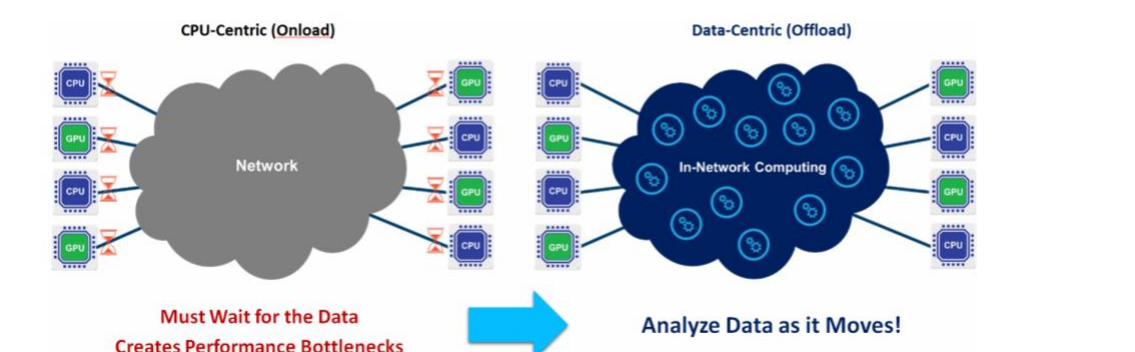 CPU-Centric (Onload)
Data-Centric (Offload)
CPU
GPU
CPU
GPU
GPU
CPU
GPU
CPU
GPU
CPU
GPU
CPU
CPU
GPU
CPU
GPU
Network
In-Network Computing
Must Wait for the Data
Creates Performance Bottlenecks
Analyze Data as it Moves!